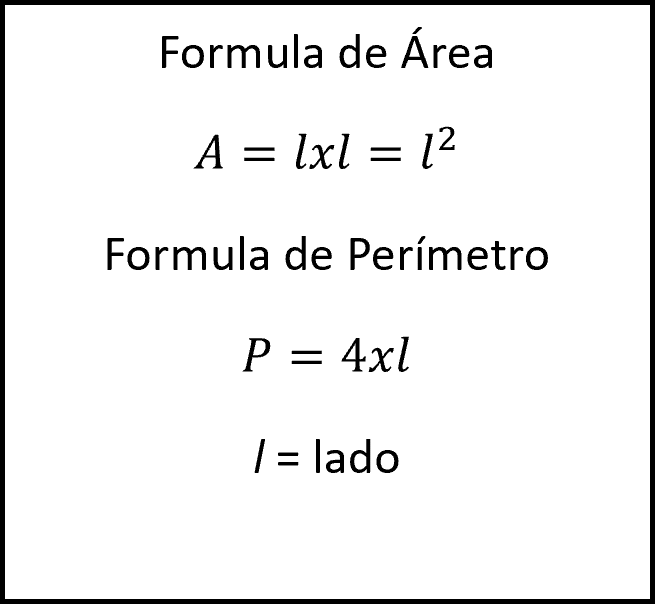 Formula de Área
A = lxl = l²
Formula de Perímetro
P = 4xl
l = lado